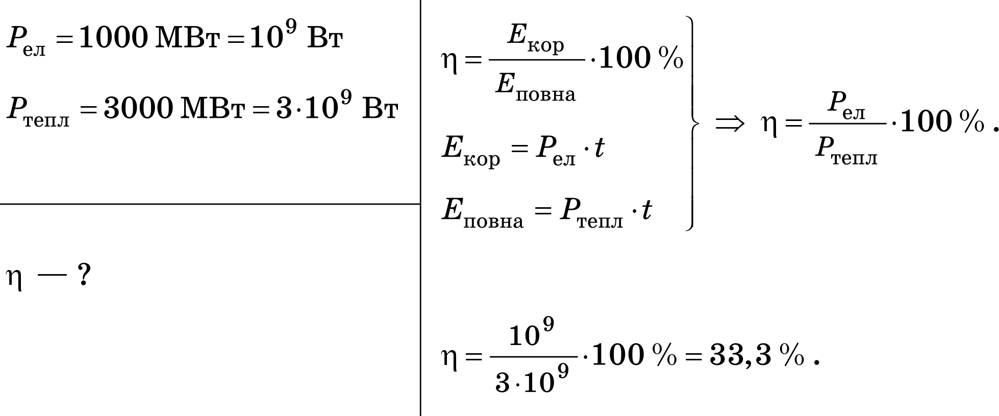 P_ел = 1000 МВт = 10^9 Вт
P_тепл = 3000 МВт = 3·10^9 Вт
η — ?
η = E_кор / E_повна · 100 %
E_кор = P_ел · t
E_повна = P_тепл · t
⇒ η = P_ел / P_тепл · 100 % .
η = 10^9 / 3·10^9 · 100 % = 33,3 % .